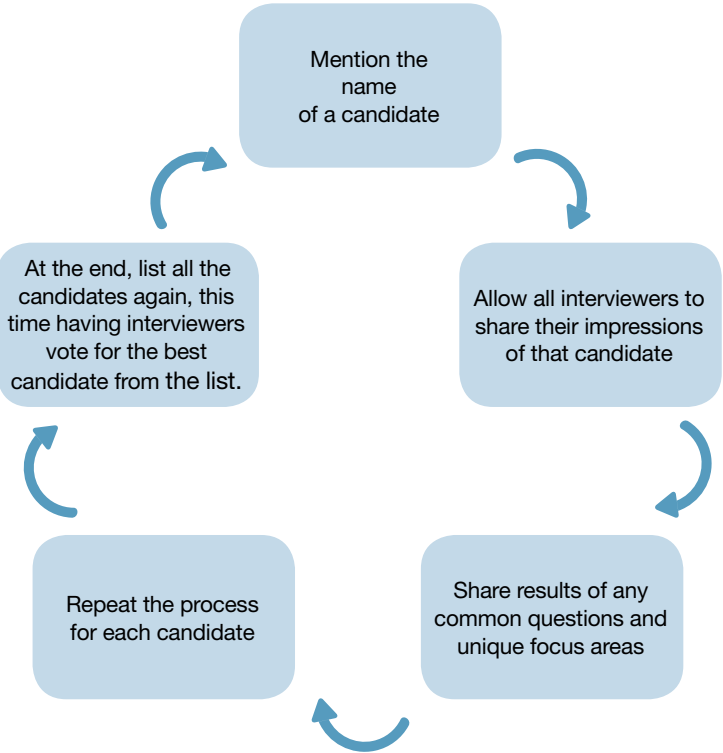 Mention the
name
of a candidate
Allow all interviewers to
share their impressions
of that candidate
Share results of any
common questions and
unique focus areas
Repeat the process
for each candidate
At the end, list all the
candidates again, this
time having interviewers
vote for the best
candidate from the list.